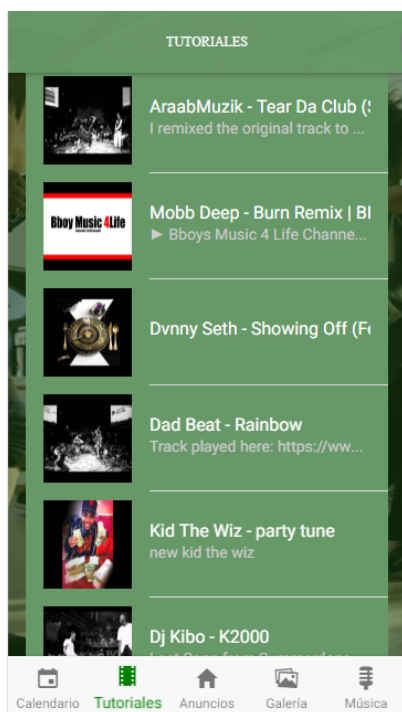 TUTORIALES
AraabMuzik - Tear Da Club (S
I remixed the original track to ...
Bboy Music 4Life
Mobb Deep - Burn Remix | Bl
► Bboys Music 4 Life Channe...
Dvnny Seth - Showing Off (Fe
Dad Beat - Rainbow
Track played here: https://ww...
Kid The Wiz - party tune
new kid the wiz
Dj Kibo - K2000
Calendario Tutoriales Anuncios Galería Música